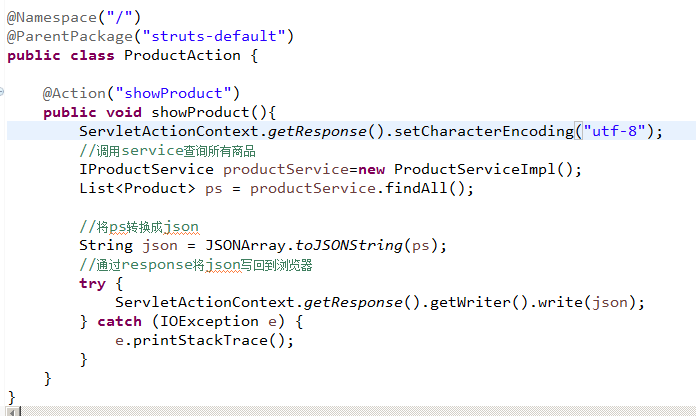 @Namespace("/")
@ParentPackage("struts-default")
public class ProductAction {
@Action("showProduct")
public void showProduct(){
ServletActionContext.getResponse().setCharacterEncoding("utf-8");
//调用service查询所有商品
IProductService productService=new ProductServiceImpl();
List<Product> ps = productService.findAll();
//将ps转换成json
String json = JSONArray.toJSONString(ps);
//通过response将json写回到浏览器
try {
ServletActionContext.getResponse().getWriter().write(json);
} catch (IOException e) {
e.printStackTrace();
}
}
}